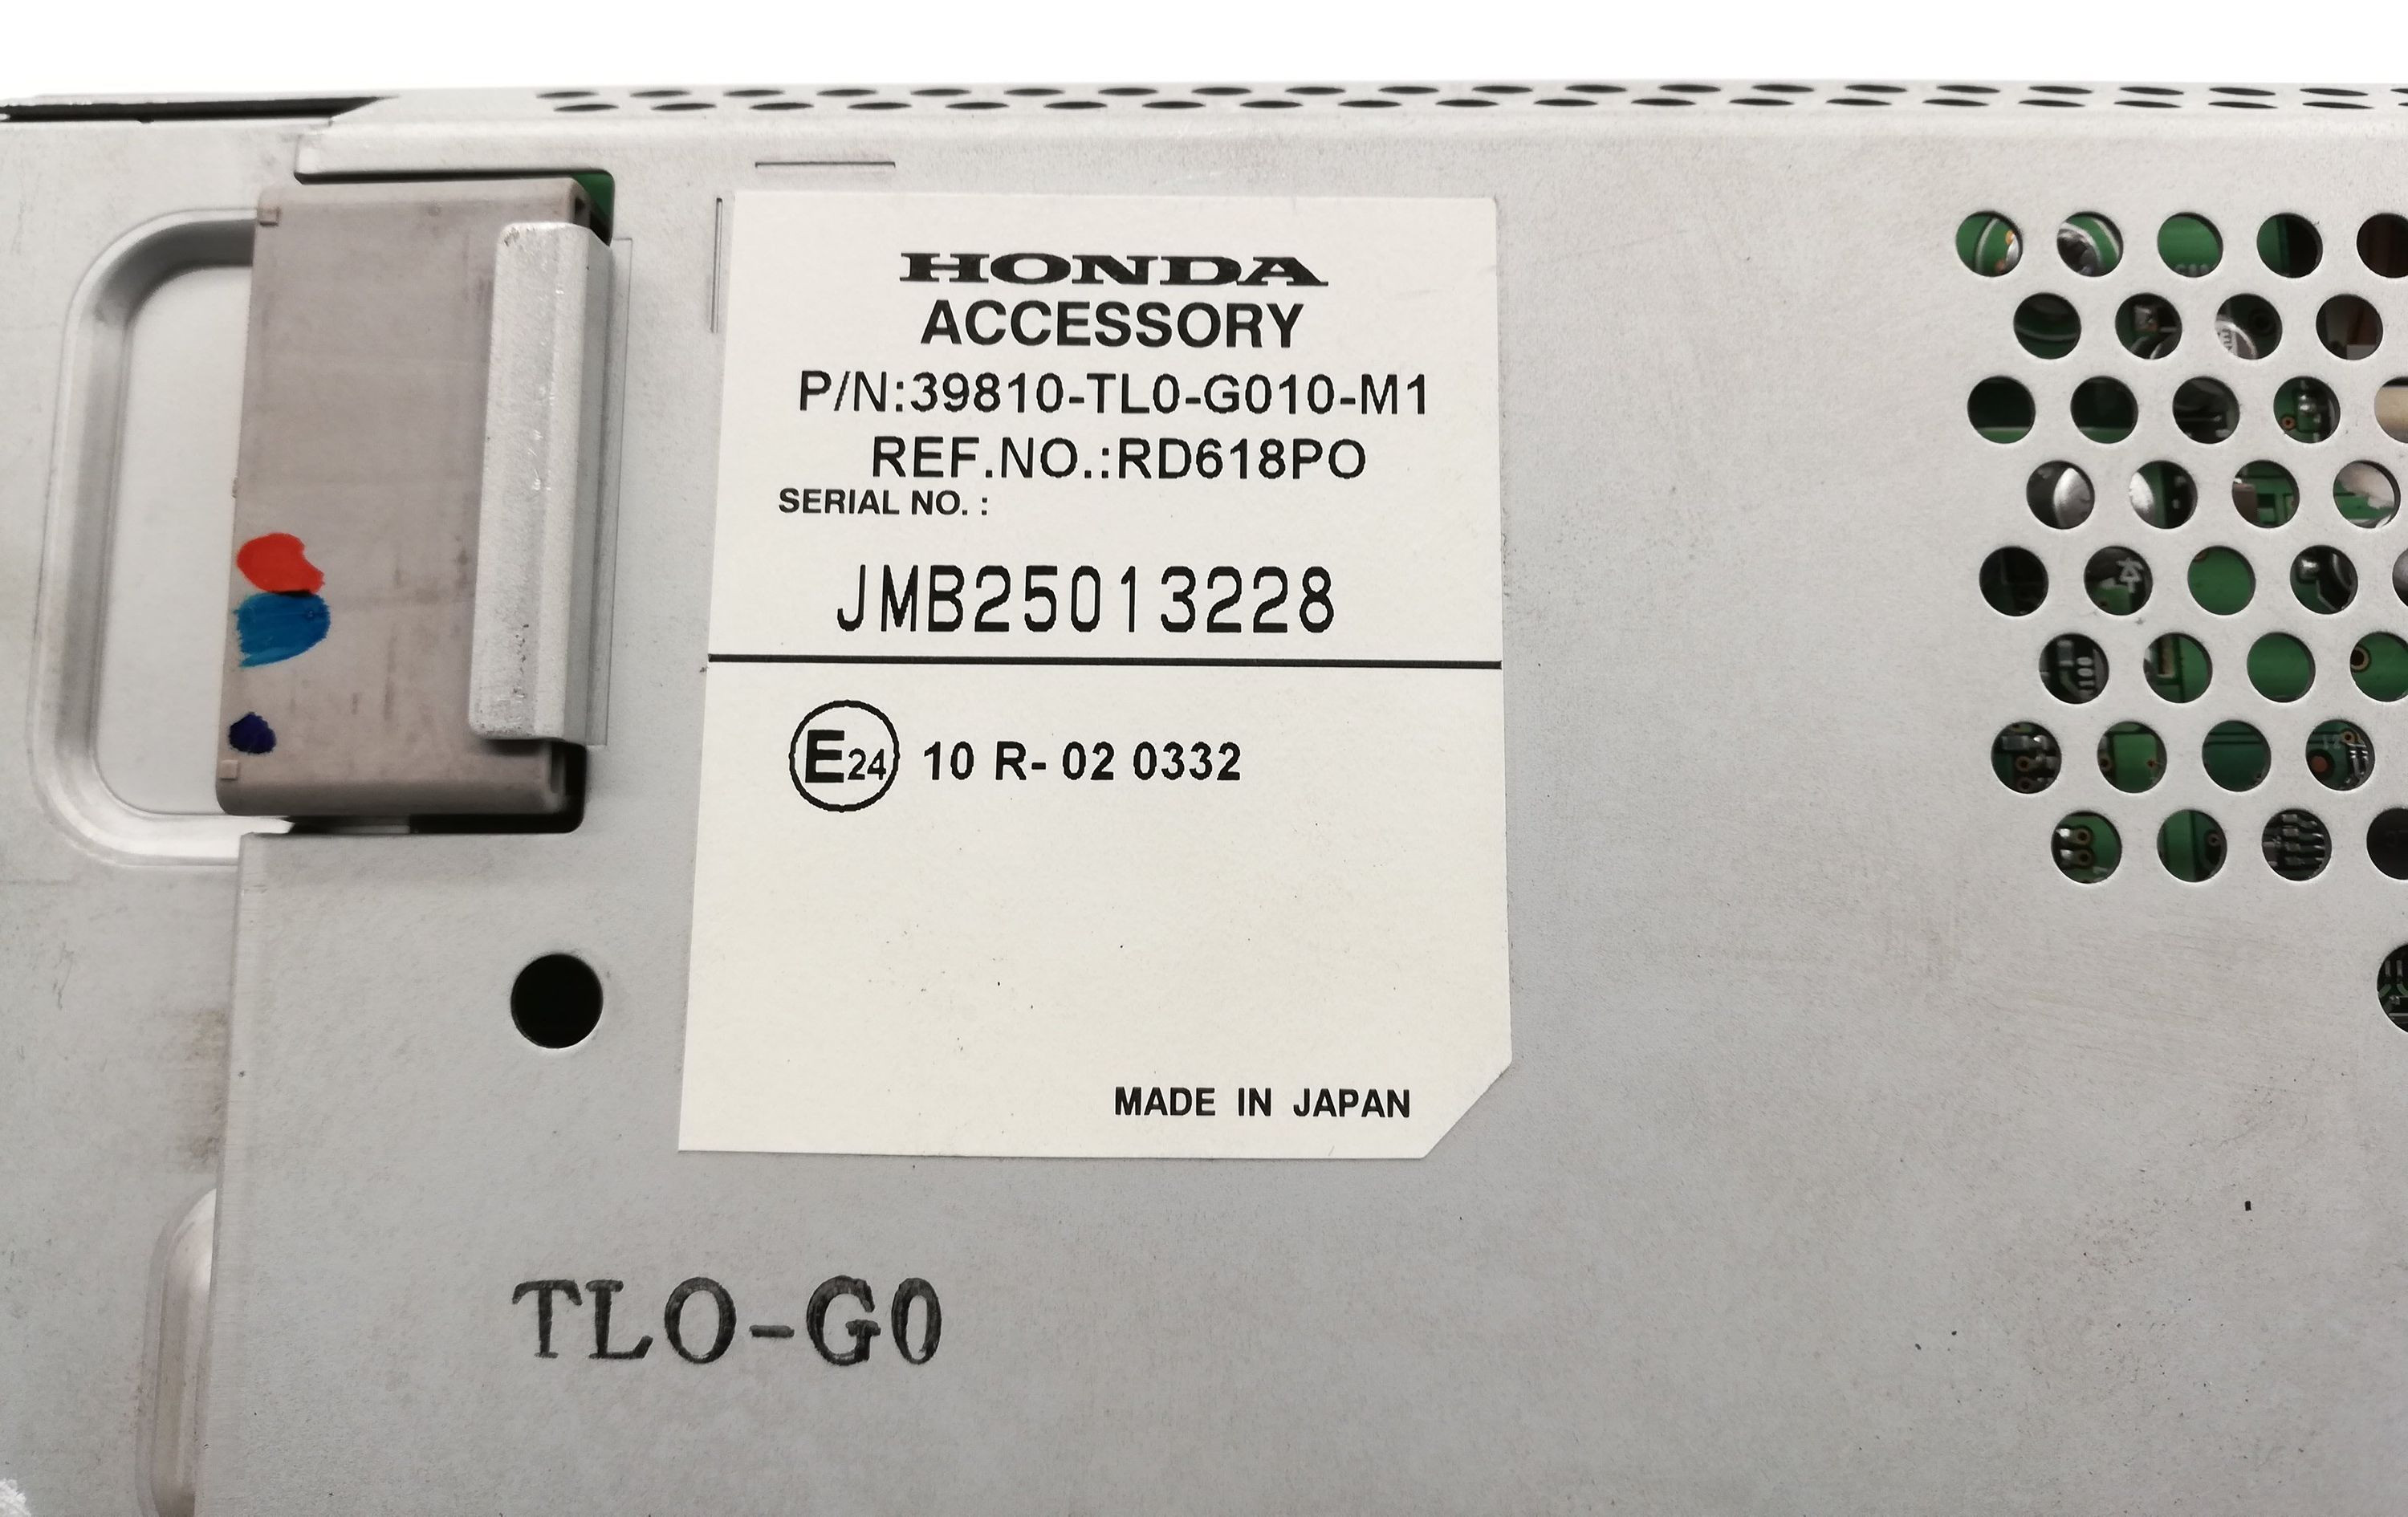 HONDA
ACCESSORY
P/N:39810-TL0-G010-M1
REF.NO.:RD618PO
SERIAL NO. :
JMB25013228
E24 10 R- 02 0332
MADE IN JAPAN
TLO-G0